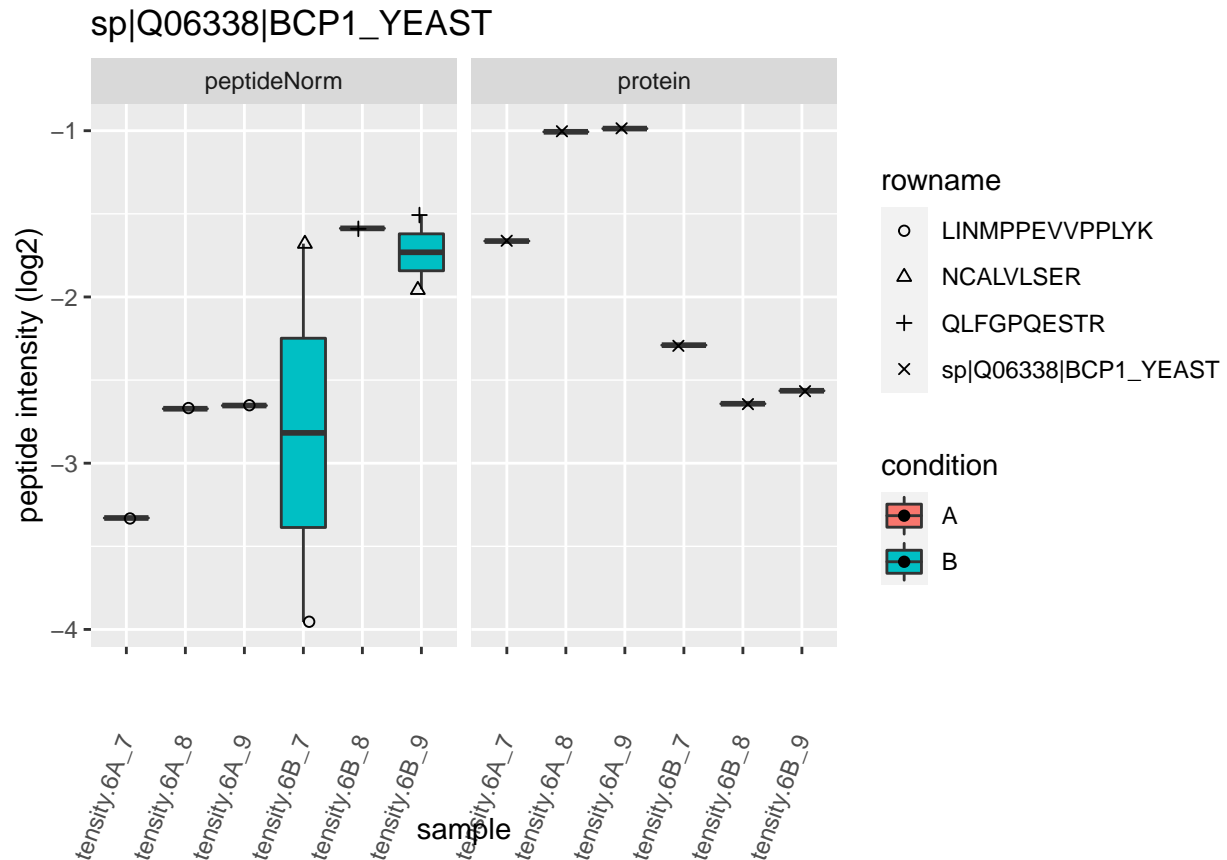 sp|Q06338|BCP1_YEAST
peptideNorm
protein
peptide intensity (log2)
−1
−2
−3
−4
tensity.6A_7
tensity.6A_8
tensity.6A_9
tensity.6B_7
tensity.6B_8
tensity.6B_9
tensity.6A_7
tensity.6A_8
tensity.6A_9
tensity.6B_7
tensity.6B_8
tensity.6B_9
sample
rowname
LINMPPEVVPPLYK
NCALVLSER
QLFGPQESTR
sp|Q06338|BCP1_YEAST
condition
A
B